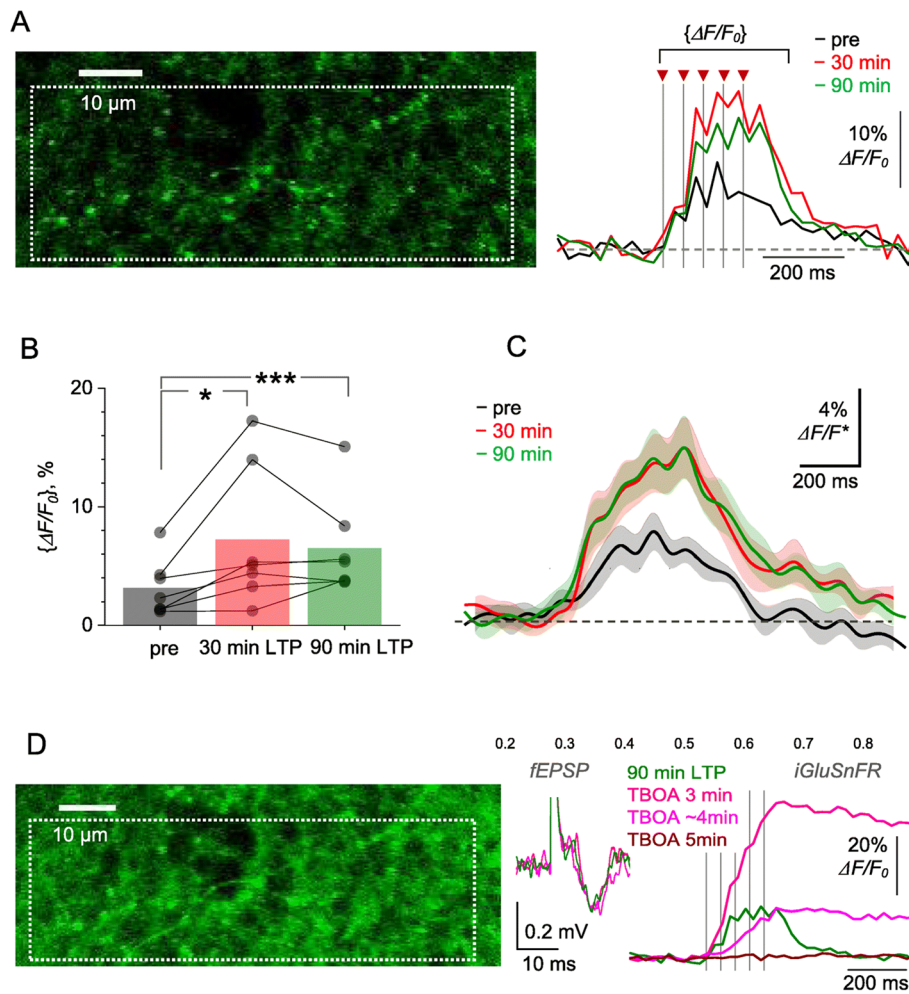 A
10 µm
{ΔF/F0}
pre
30 min
90 min
10%
ΔF/F0
200 ms
B
***
*
20
10
0
{ΔF/F0}, %
pre
30 min LTP
90 min LTP
C
pre
30 min
90 min
4%
ΔF/F*
200 ms
D
10 µm
0.2 0.3 0.4 0.5 0.6 0.7 0.8
fEPSP
iGluSnFR
90 min LTP
TBOA 3 min
TBOA ~4min
TBOA 5min
0.2 mV
10 ms
20%
ΔF/F0
200 ms